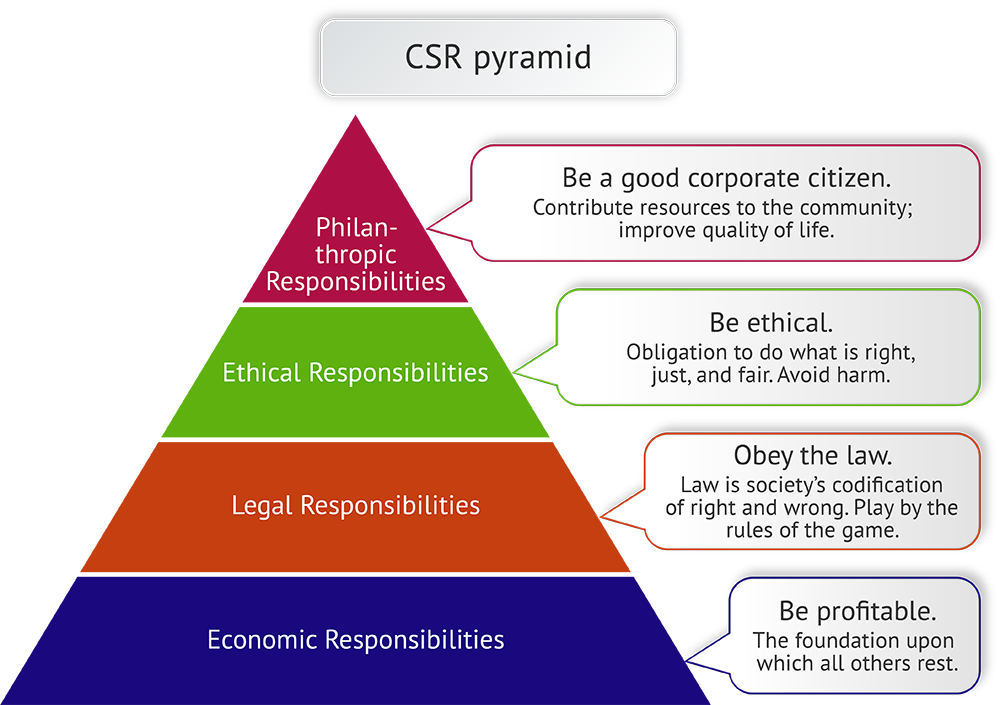 CSR pyramid
Philan-
thropic
Responsibilities
Be a good corporate citizen.
Contribute resources to the community;
improve quality of life.
Ethical Responsibilities
Be ethical.
Obligation to do what is right,
just, and fair. Avoid harm.
Legal Responsibilities
Obey the law.
Law is society’s codification
of right and wrong. Play by the
rules of the game.
Economic Responsibilities
Be profitable.
The foundation upon
which all others rest.